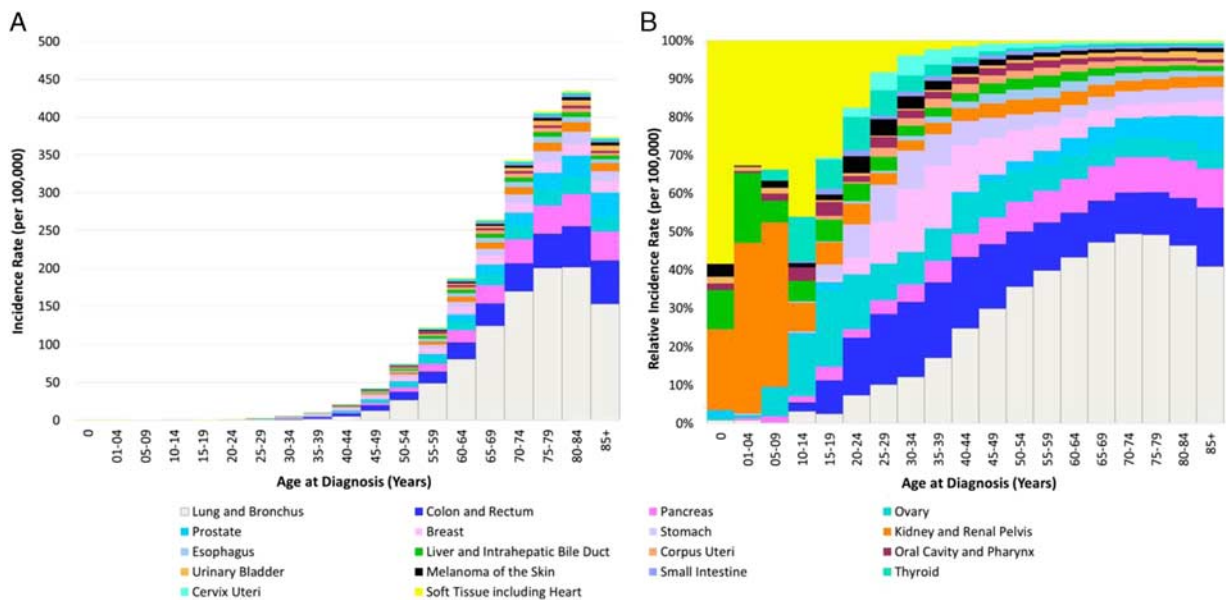 A
500
450
400
350
300
250
200
150
100
50
0
Incidence Rate (per 100,000)
0 01-04 05-09 10-14 15-19 20-24 25-29 30-34 35-39 40-44 45-49 50-54 55-59 60-64 65-69 70-74 75-79 80-84 85+
Age at Diagnosis (Years)
B
100%
90%
80%
70%
60%
50%
40%
30%
20%
10%
0%
Relative Incidence Rate (per 100,000)
0 01-04 05-09 10-14 15-19 20-24 25-29 30-34 35-39 40-44 45-49 50-54 55-59 60-64 65-69 70-74 75-79 80-84 85+
Age at Diagnosis (Years)
Lung and Bronchus Colon and Rectum Pancreas Ovary
Prostate Breast Stomach Kidney and Renal Pelvis
Esophagus Liver and Intrahepatic Bile Duct Corpus Uteri Oral Cavity and Pharynx
Urinary Bladder Melanoma of the Skin Small Intestine Thyroid
Cervix Uteri Soft Tissue including Heart